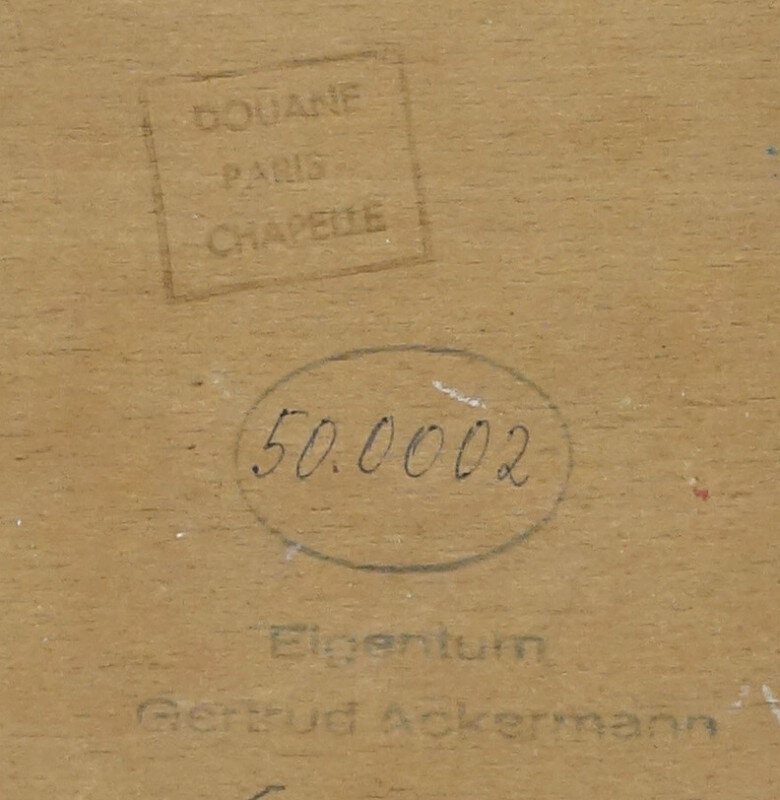 DOUANE
PARIS
CHAPELLE
50.0002
Eigentum
Gertrud Ackermann